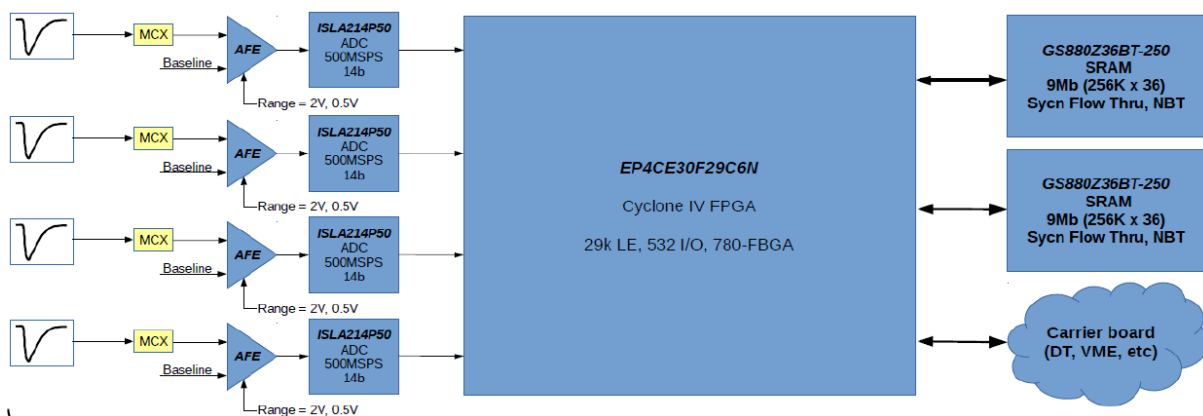 MCX
AFE
Baseline
Range = 2V, 0.5V
ISLA214P50
ADC
500MSPS
14b
MCX
AFE
Baseline
Range = 2V, 0.5V
ISLA214P50
ADC
500MSPS
14b
MCX
AFE
Baseline
Range = 2V, 0.5V
ISLA214P50
ADC
500MSPS
14b
MCX
AFE
Baseline
Range = 2V, 0.5V
ISLA214P50
ADC
500MSPS
14b
EP4CE30F29C6N
Cyclone IV FPGA
29k LE, 532 I/O, 780-FBGA
GS880Z36BT-250
SRAM
9Mb (256K x 36)
Sycn Flow Thru, NBT
GS880Z36BT-250
SRAM
9Mb (256K x 36)
Sycn Flow Thru, NBT
Carrier board
(DT, VME, etc)